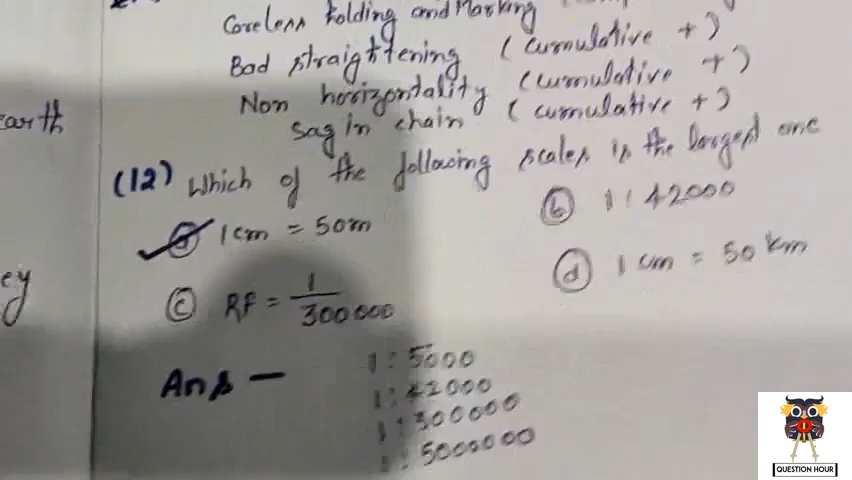 Careless folding and Marking (
Bad straightening (cumulative +)
Non horizontality (cumulative +)
Sag in chain (cumulative +)
earth
(12) Which of the following scales is the largest one
(a) 1cm = 50m
(b) 1:42000
ey
(c) RF = 1/300000
(d) 1 cm = 50 km
Ans –
1:5000
1:42000
1:300000
1:5000000
QUESTION HOUR